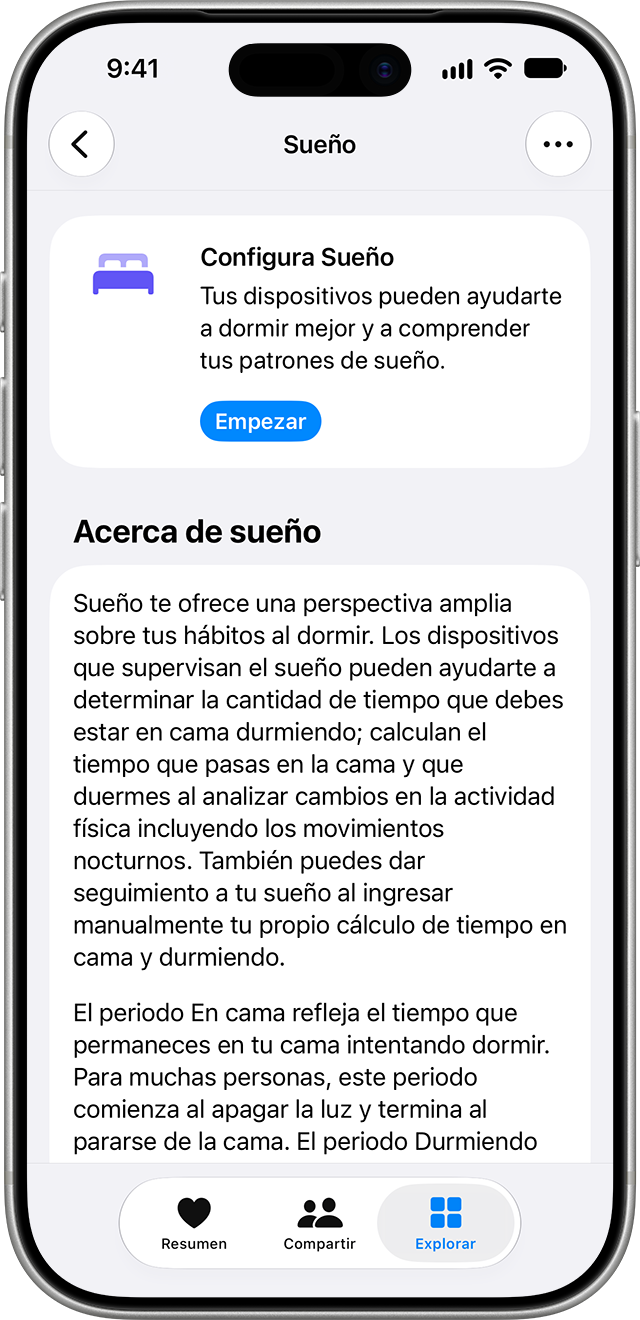 9:41
Sueño
Configura Sueño
Tus dispositivos pueden ayudarte
a dormir mejor y a comprender
tus patrones de sueño.
Empezar
Acerca de sueño
Sueño te ofrece una perspectiva amplia
sobre tus hábitos al dormir. Los dispositivos
que supervisan el sueño pueden ayudarte a
determinar la cantidad de tiempo que debes
estar en cama durmiendo; calculan el
tiempo que pasas en la cama y que
duermes al analizar cambios en la actividad
física incluyendo los movimientos
nocturnos. También puedes dar
seguimiento a tu sueño al ingresar
manualmente tu propio cálculo de tiempo en
cama y durmiendo.
El periodo En cama refleja el tiempo que
permaneces en tu cama intentando dormir.
Para muchas personas, este periodo
comienza al apagar la luz y termina al
pararse de la cama. El periodo Durmiendo
Resumen
Compartir
Explorar